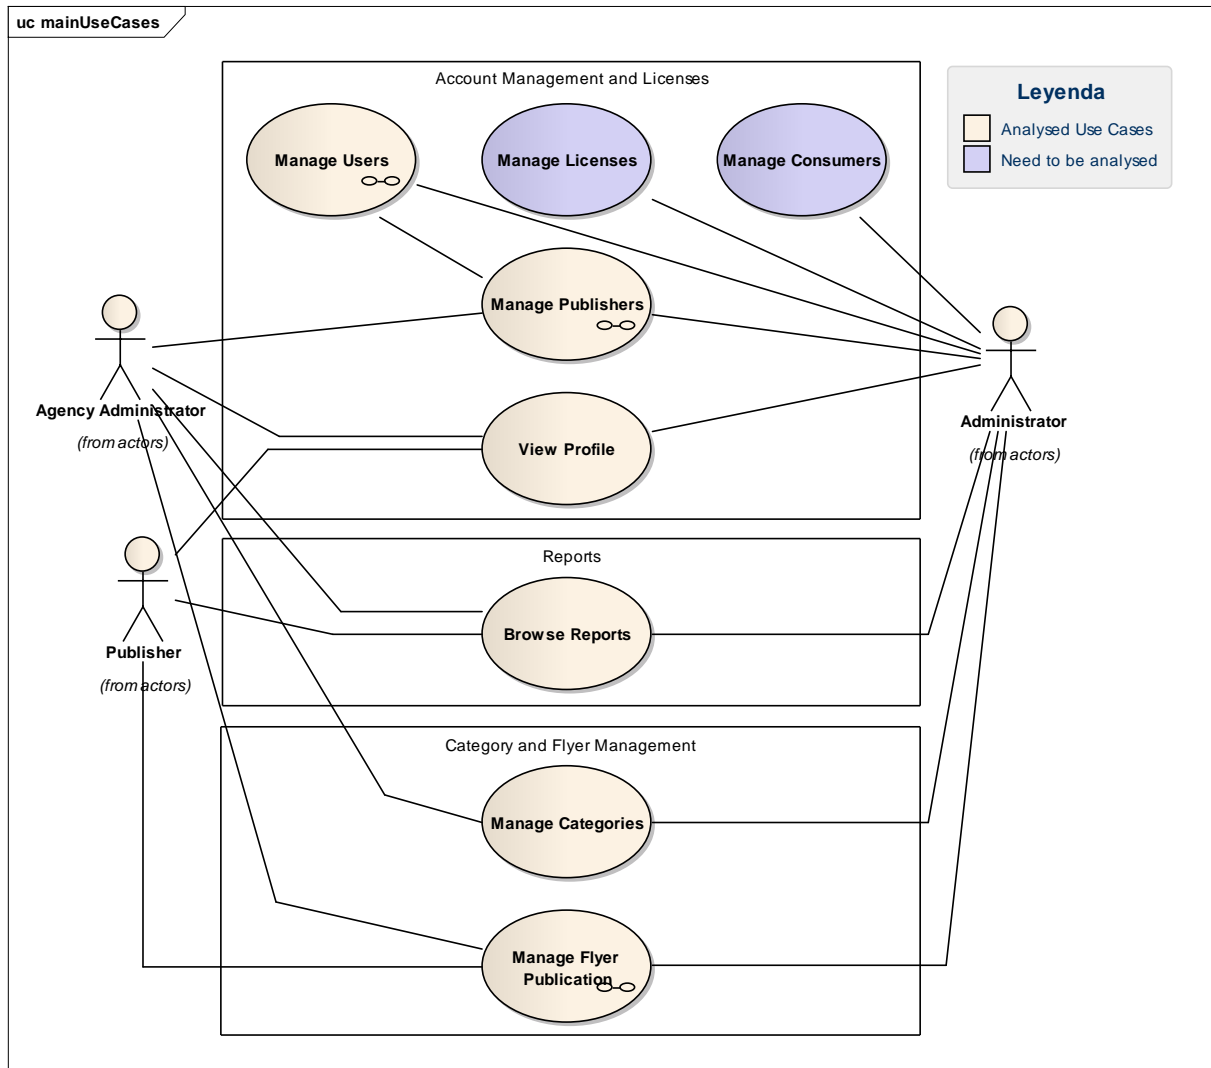 uc mainUseCases
Account Management and Licenses
Leyenda
Analysed Use Cases
Need to be analysed
Manage Users
Manage Licenses
Manage Consumers
Manage Publishers
Agency Administrator
(from actors)
Administrator
(from actors)
View Profile
Reports
Publisher
(from actors)
Browse Reports
Category and Flyer Management
Manage Categories
Manage Flyer
Publication